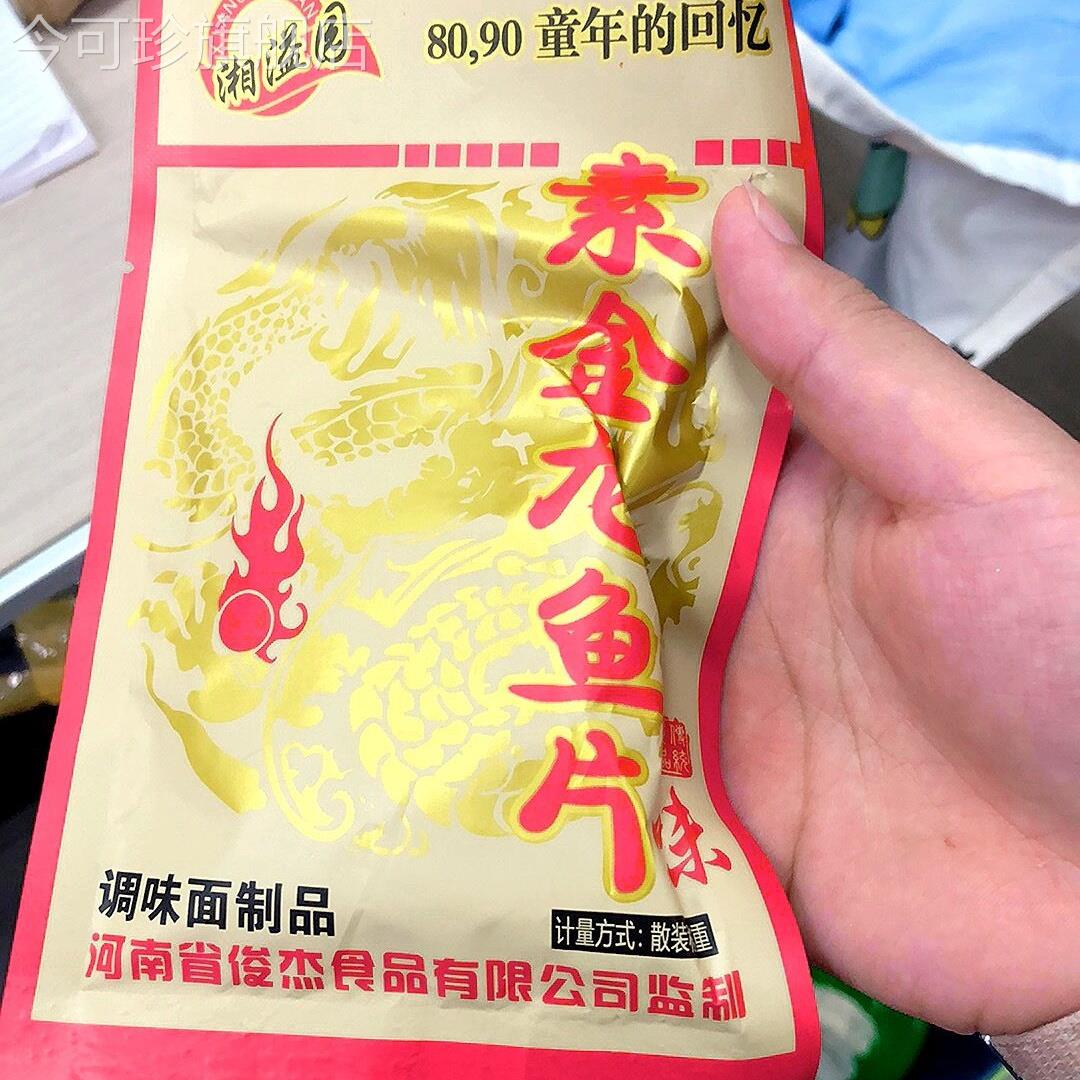 今可珍旗舰店
湘溢园
80,90 童年的回忆
素金龙鱼片
传统
味
调味面制品
计量方式: 散装 重
河南省俊杰食品有限公司监制